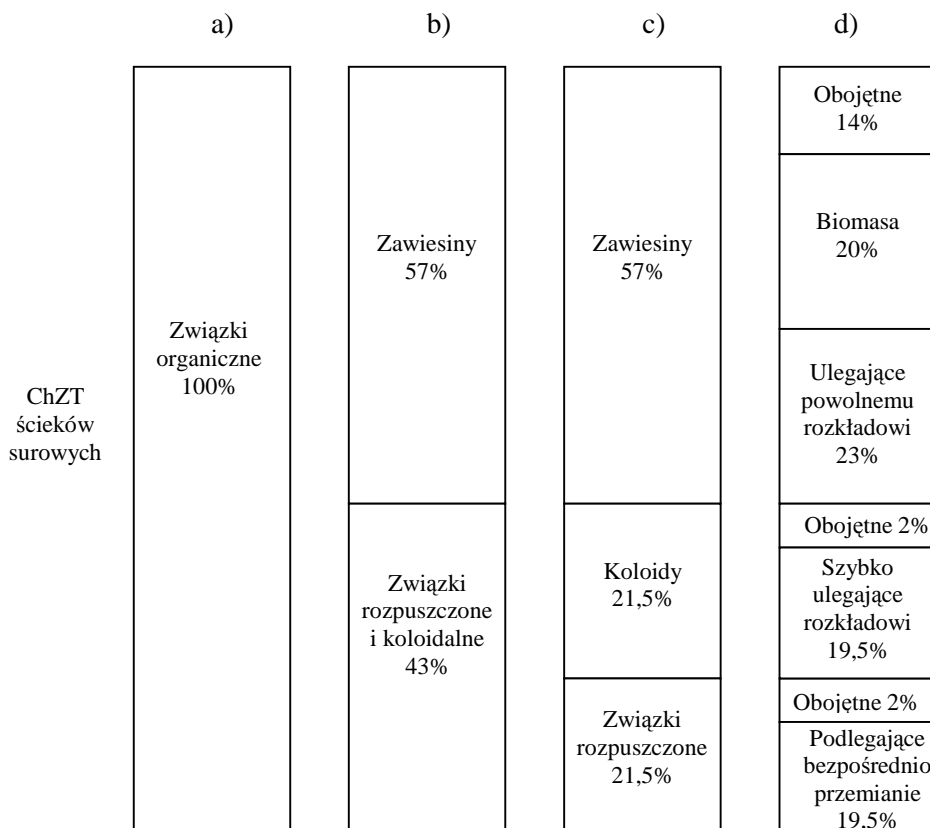 a)
b)
c)
d)
ChZT
ścieków
surowych
Związki
organiczne
100%
Zawiesiny
57%
Związki
rozpuszczone
i koloidalne
43%
Zawiesiny
57%
Koloidy
21,5%
Związki
rozpuszczone
21,5%
Obojętne
14%
Biomasa
20%
Ulegające
powolnemu
rozkładowi
23%
Obojętne 2%
Szybko
ulegające
rozkładowi
19,5%
Obojętne 2%
Podlegające
bezpośrednio
przemianie
19,5%